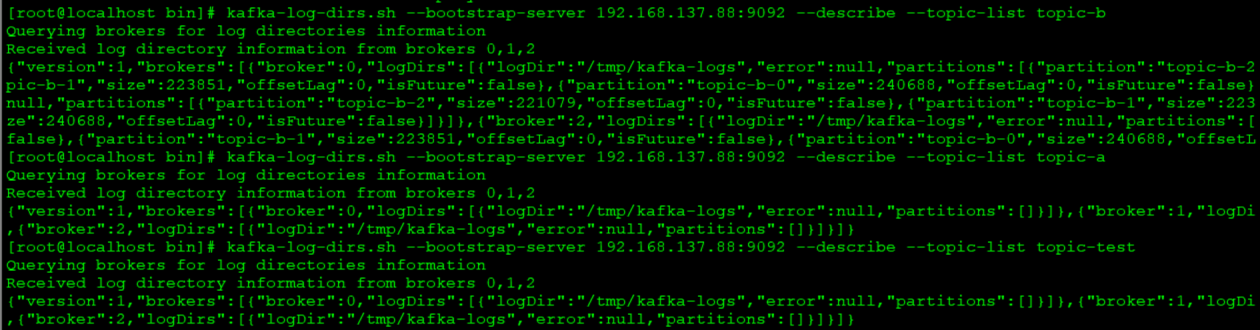 [root@localhost bin]# kafka-log-dirs.sh --bootstrap-server 192.168.137.88:9092 --describe --topic-list topic-b
Querying brokers for log directories information
Received log directory information from brokers 0,1,2
{"version":1,"brokers":[{"broker":0,"logDirs":[{"logDir":"/tmp/kafka-logs","error":null,"partitions":[{"partition":"topic-b-2
pic-b-1","size":223851,"offsetLag":0,"isFuture":false},{"partition":"topic-b-0","size":240688,"offsetLag":0,"isFuture":false}
null,"partitions":[{"partition":"topic-b-2","size":221079,"offsetLag":0,"isFuture":false},{"partition":"topic-b-1","size":223
ze":240688,"offsetLag":0,"isFuture":false}]}]},{"broker":2,"logDirs":[{"logDir":"/tmp/kafka-logs","error":null,"partitions":[
false},{"partition":"topic-b-1","size":223851,"offsetLag":0,"isFuture":false},{"partition":"topic-b-0","size":240688,"offsetL
[root@localhost bin]# kafka-log-dirs.sh --bootstrap-server 192.168.137.88:9092 --describe --topic-list topic-a
Querying brokers for log directories information
Received log directory information from brokers 0,1,2
{"version":1,"brokers":[{"broker":0,"logDirs":[{"logDir":"/tmp/kafka-logs","error":null,"partitions":[]}]},{"broker":1,"logDi
,{"broker":2,"logDirs":[{"logDir":"/tmp/kafka-logs","error":null,"partitions":[]}]}]}
[root@localhost bin]# kafka-log-dirs.sh --bootstrap-server 192.168.137.88:9092 --describe --topic-list topic-test
Querying brokers for log directories information
Received log directory information from brokers 0,1,2
{"version":1,"brokers":[{"broker":0,"logDirs":[{"logDir":"/tmp/kafka-logs","error":null,"partitions":[]}]},{"broker":1,"logDi
,{"broker":2,"logDirs":[{"logDir":"/tmp/kafka-logs","error":null,"partitions":[]}]}]}